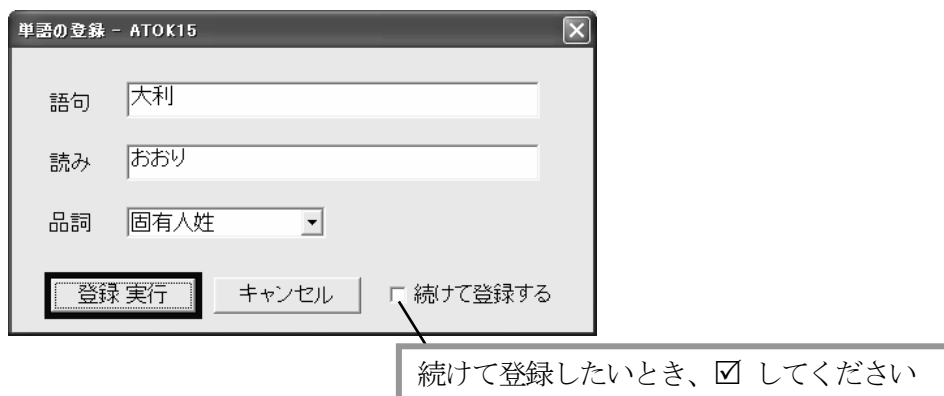 単語の登録 - ATOK15
語句 大利
読み おおり
品詞 固有人姓
登録 実行 キャンセル 続けて登録する
続けて登録したいとき、☑ してください